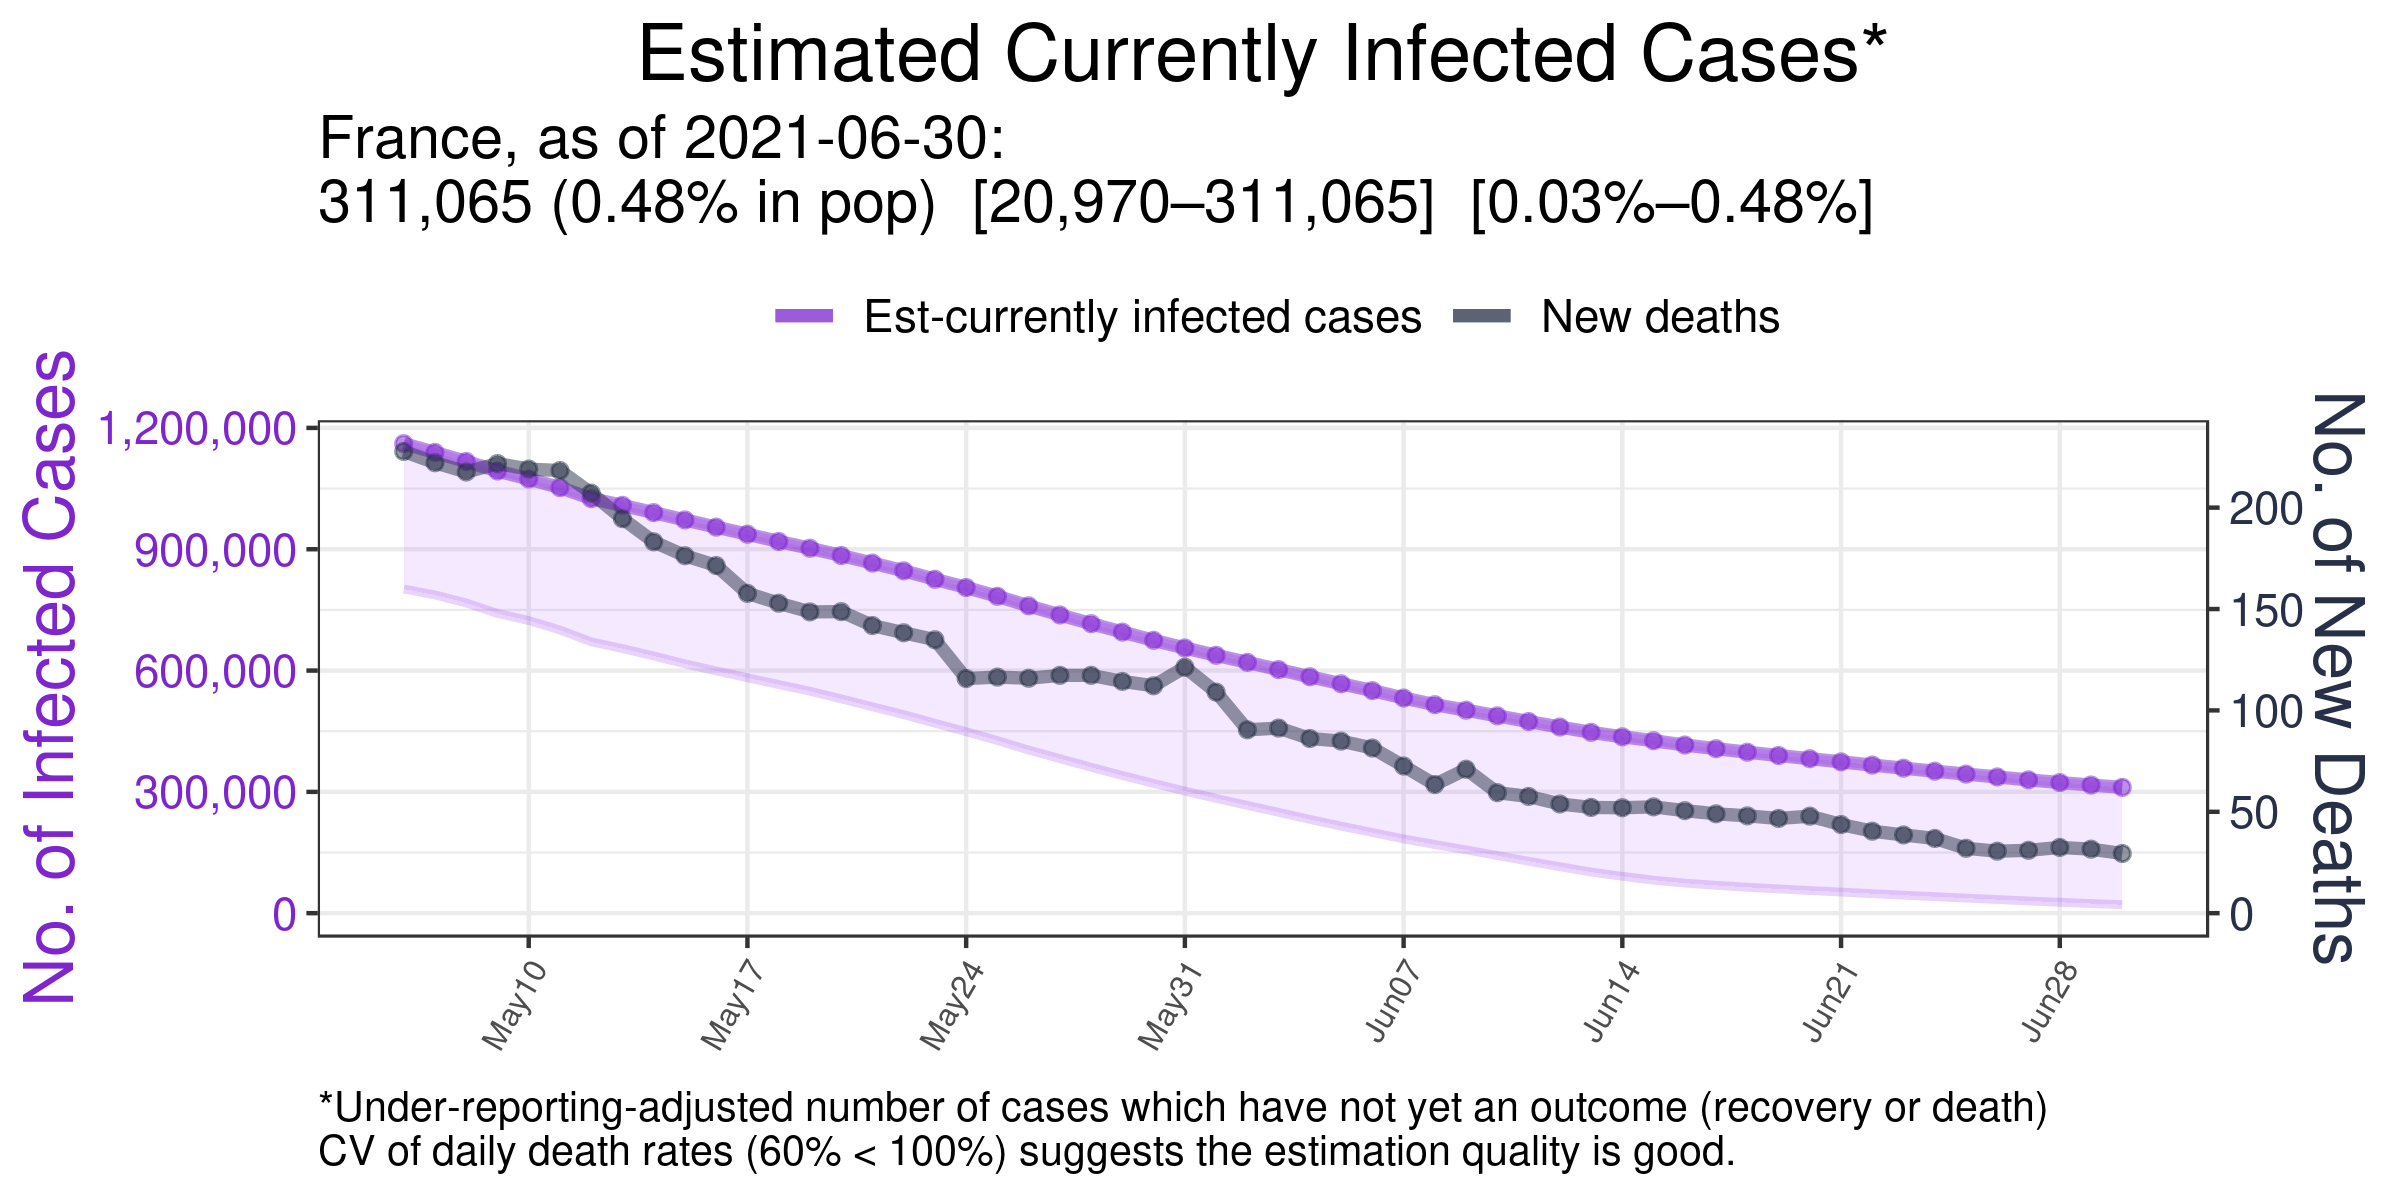 Estimated Currently Infected Cases*
France, as of 2021-06-30:
311,065 (0.48% in pop)  [20,970–311,065]  [0.03%–0.48%]
Est-currently infected cases
New deaths
No. of Infected Cases
1,200,000
900,000
600,000
300,000
0
No. of New Deaths
200
150
100
50
0
May10
May17
May24
May31
Jun07
Jun14
Jun21
Jun28
*Under-reporting-adjusted number of cases which have not yet an outcome (recovery or death)
CV of daily death rates (60% < 100%) suggests the estimation quality is good.